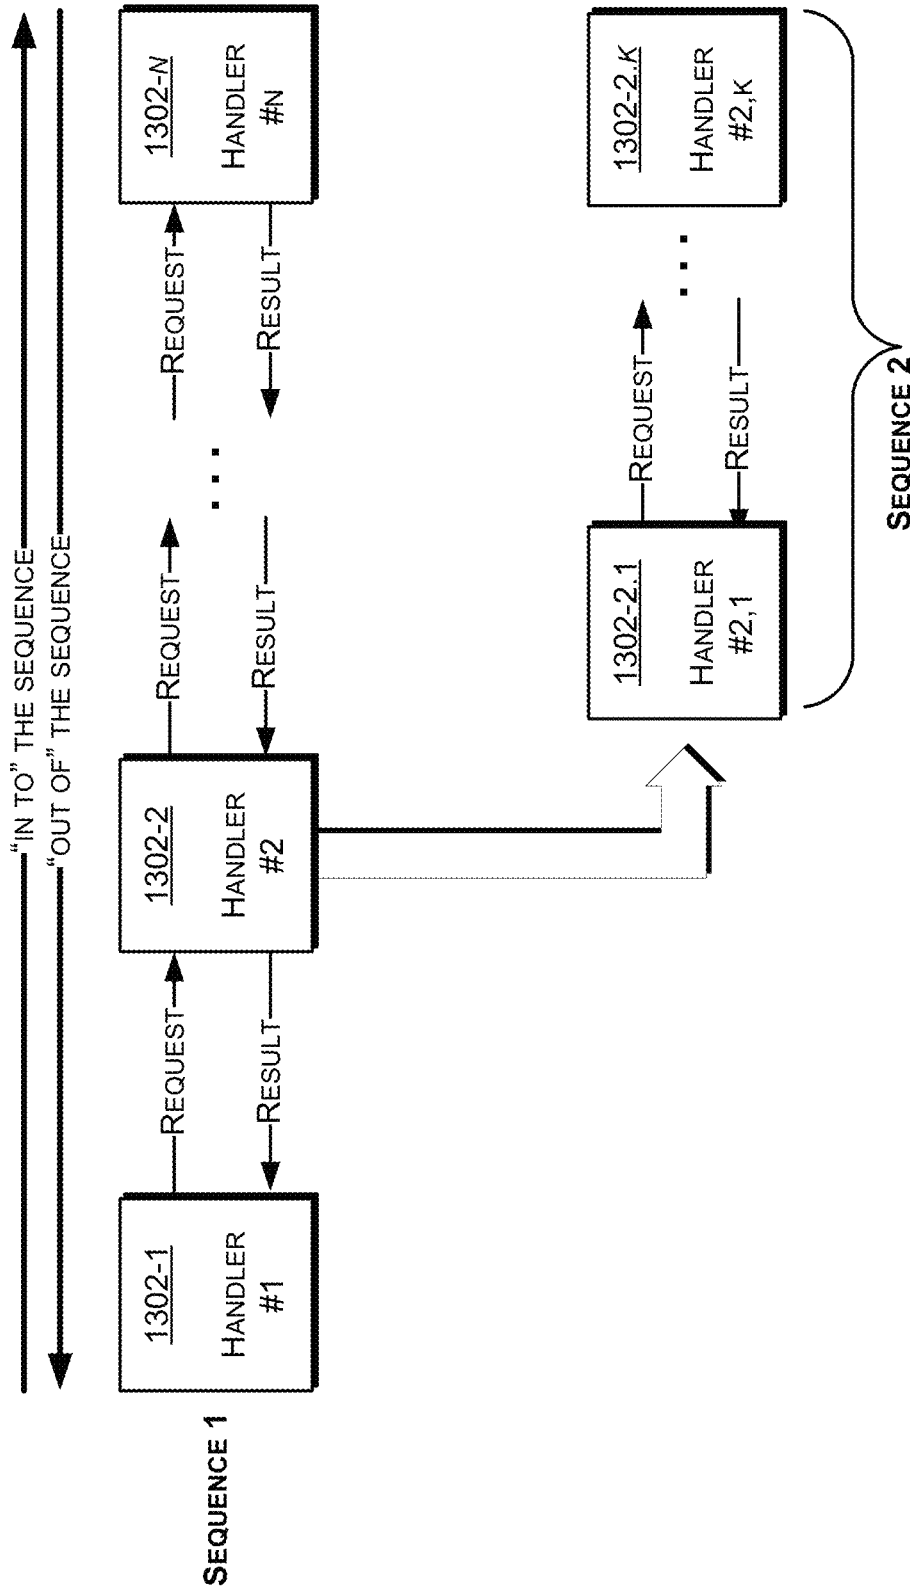 “IN TO” THE SEQUENCE
“OUT OF” THE SEQUENCE
SEQUENCE 1
1302-1
HANDLER
#1
REQUEST
RESULT
1302-2
HANDLER
#2
REQUEST
RESULT
. . .
REQUEST
RESULT
1302-N
HANDLER
#N
1302-2.1
HANDLER
#2,1
REQUEST
RESULT
. . .
1302-2.K
HANDLER
#2,K
SEQUENCE 2